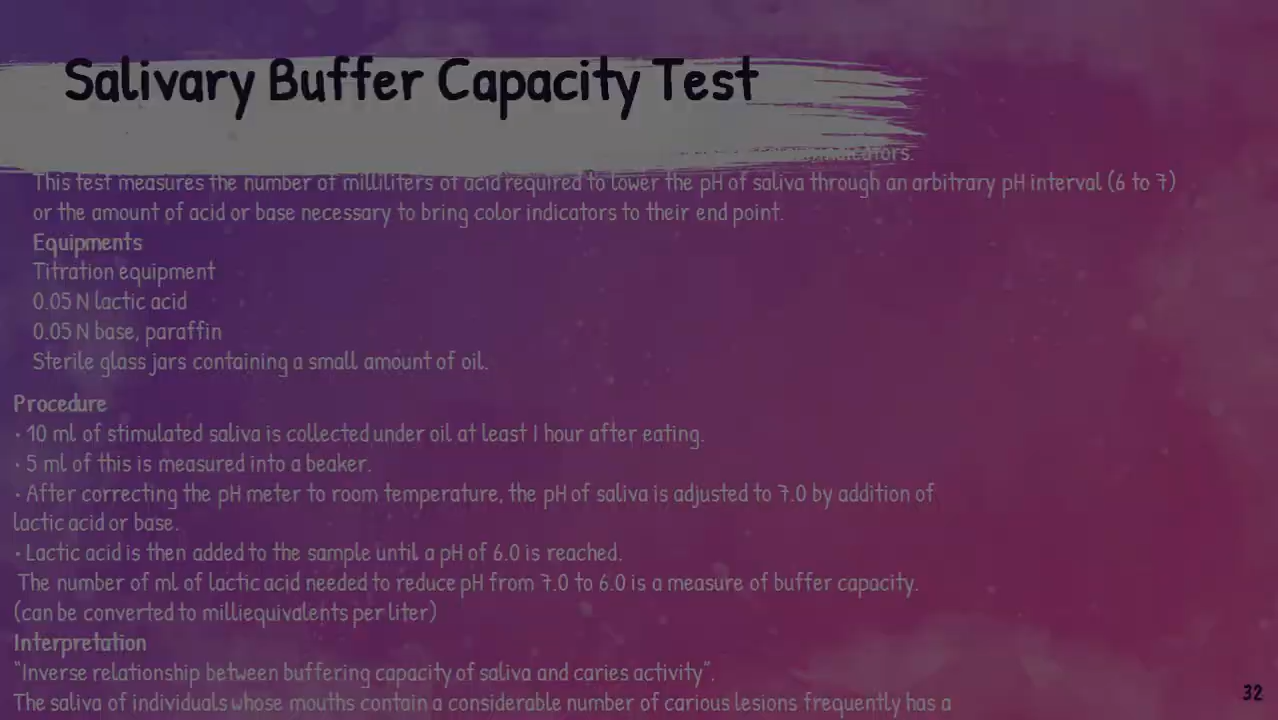 Salivary Buffer Capacity Test
indicators.
This test measures the number of milliliters of acid required to lower the pH of saliva through an arbitrary pH interval (6 to 7)
or the amount of acid or base necessary to bring color indicators to their end point.
Equipments
Titration equipment
0.05 N lactic acid
0.05 N base, paraffin
Sterile glass jars containing a small amount of oil.
Procedure
• 10 ml of stimulated saliva is collected under oil at least 1 hour after eating.
• 5 ml of this is measured into a beaker.
• After correcting the pH meter to room temperature, the pH of saliva is adjusted to 7.0 by addition of
lactic acid or base.
• Lactic acid is then added to the sample until a pH of 6.0 is reached.
The number of ml of lactic acid needed to reduce pH from 7.0 to 6.0 is a measure of buffer capacity.
(can be converted to milliequivalents per liter)
Interpretation
"Inverse relationship between buffering capacity of saliva and caries activity".
The saliva of individuals whose mouths contain a considerable number of carious lesions frequently has a
32